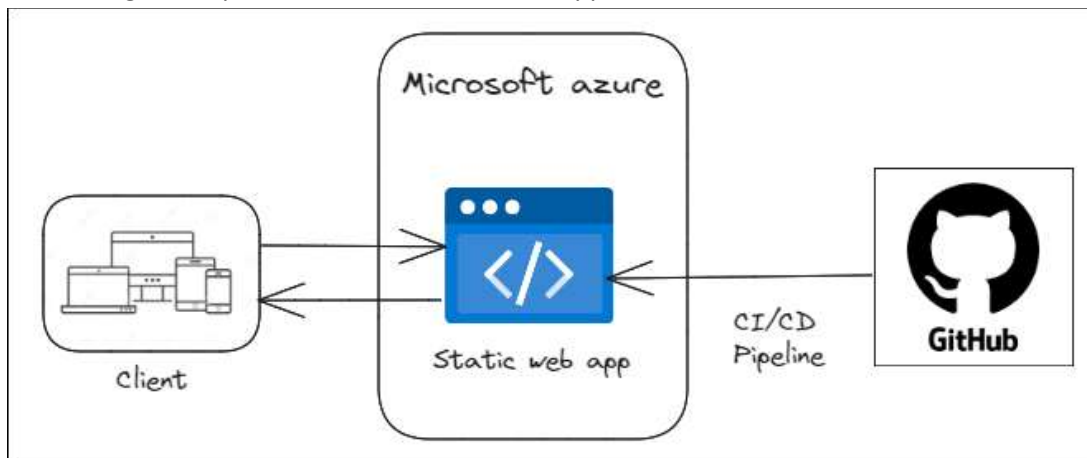 Microsoft azure
Client
Static web app
CI/CD
Pipeline
GitHub